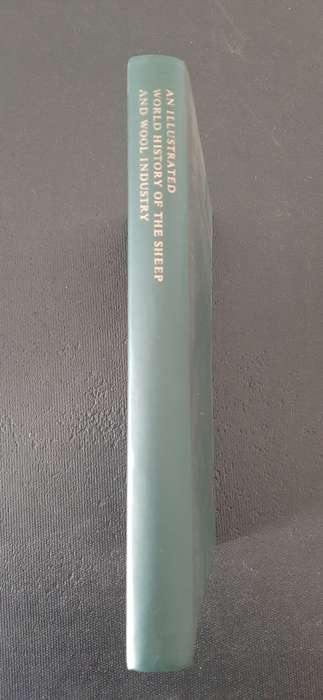 AN ILLUSTRATED
WORLD HISTORY OF THE SHEEP
AND WOOL INDUSTRY